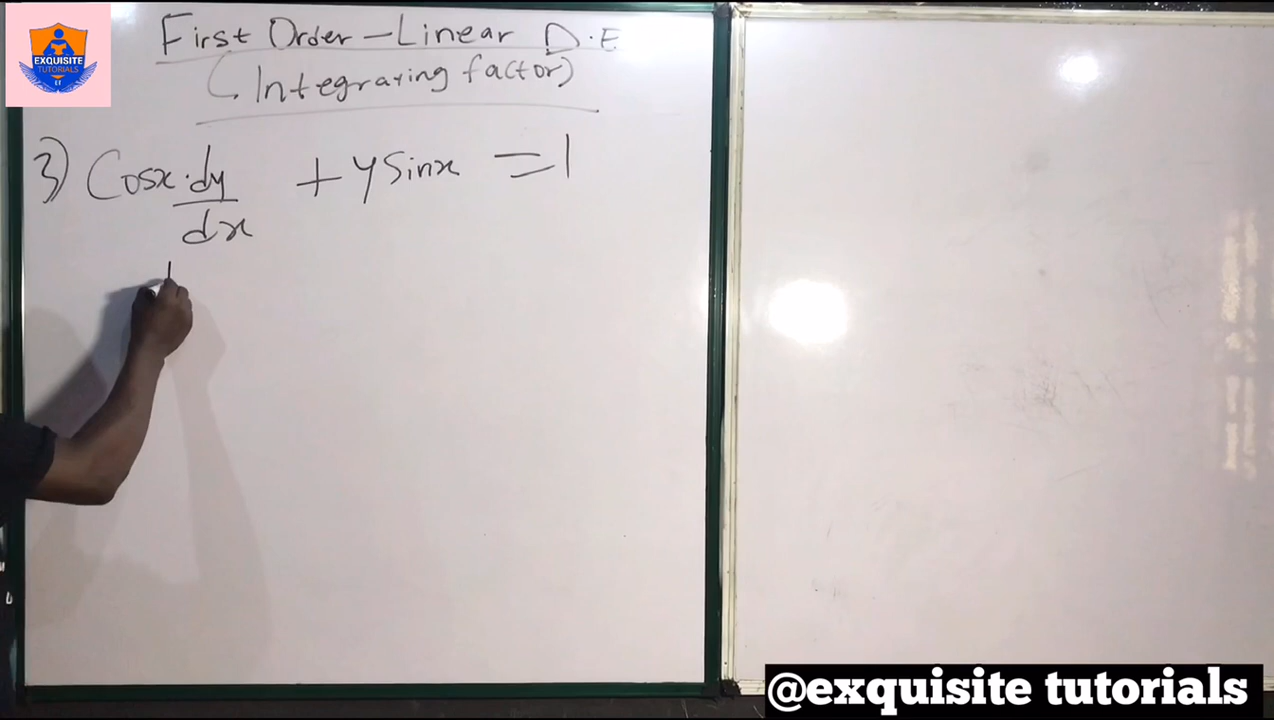 First Order – Linear D.E
(Integrating factor)
3) Cosx·dy/dx + ySinx = 1
EXQUISITE
TUTORIALS
@exquisite tutorials